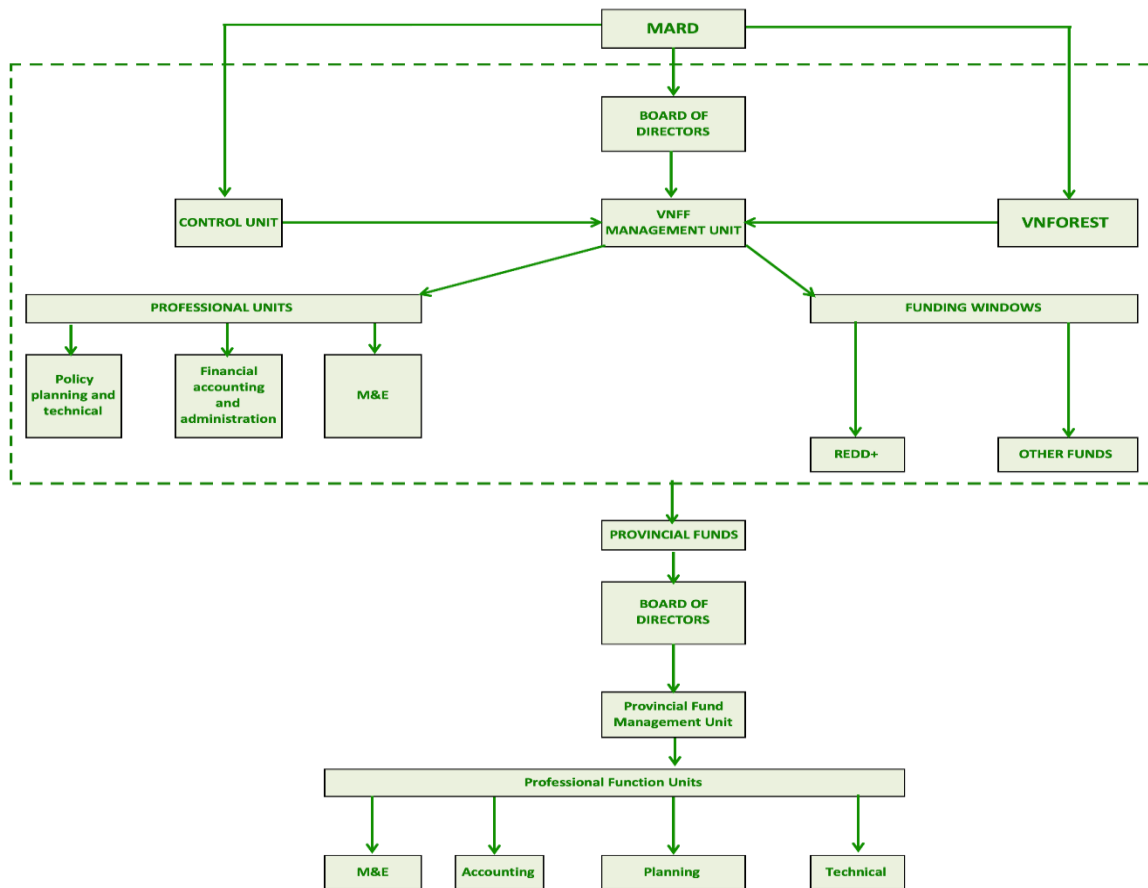 MARD
BOARD OF
DIRECTORS
CONTROL UNIT
VNFF
MANAGEMENT UNIT
VNFOREST
PROFESSIONAL UNITS
FUNDING WINDOWS
Policy
planning and
technical
Financial
accounting
and
administration
M&E
REDD+
OTHER FUNDS
PROVINCIAL FUNDS
BOARD OF
DIRECTORS
Provincial Fund
Management Unit
Professional Function Units
M&E
Accounting
Planning
Technical